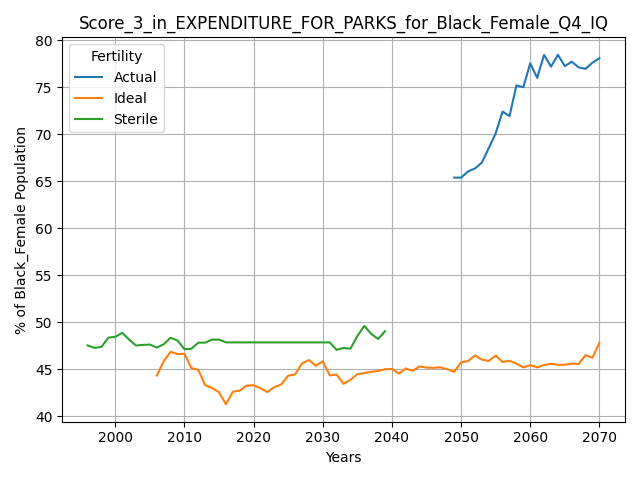 Score_3_in_EXPENDITURE_FOR_PARKS_for_Black_Female_Q4_IQ
Fertility
Actual
Ideal
Sterile
% of Black_Female Population
80
75
70
65
60
55
50
45
40
2000 2010 2020 2030 2040 2050 2060 2070
Years